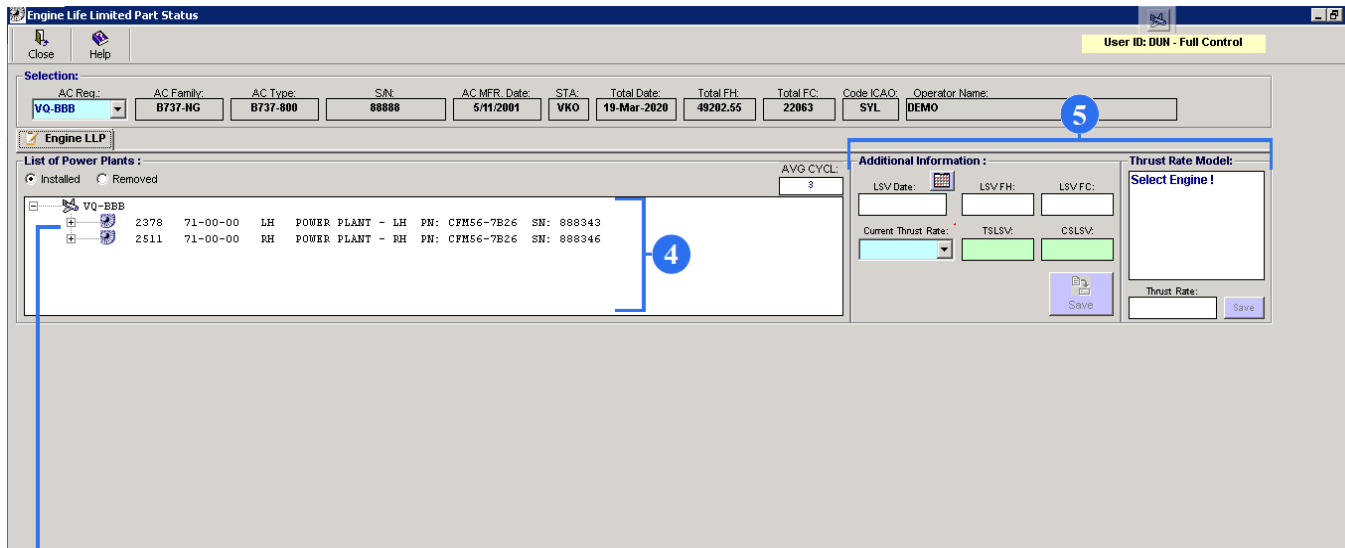 Engine Life Limited Part Status
Close Help
User ID: DUN - Full Control
Selection:
AC Reg.: AC Family: AC Type: S/N: AC MFR. Date: STA: Total Date: Total FH: Total FC: Code ICAO: Operator Name:
VQ-BBB B737-NG B737-800 88888 5/11/2001 VKO 19-Mar-2020 49202.55 22063 SYL DEMO
5
Engine LLP
List of Power Plants :
Installed Removed
AVG CYCL:
3
VQ-BBB
2378 71-00-00 LH POWER PLANT - LH PN: CFM56-7B26 SN: 888343
2511 71-00-00 RH POWER PLANT - RH PN: CFM56-7B26 SN: 888346
4
Additional Information :
LSV Date: LSV FH: LSV FC:
Current Thrust Rate: TSLSV: CSLSV:
Save
Thrust Rate Model:
Select Engine !
Thrust Rate:
Save